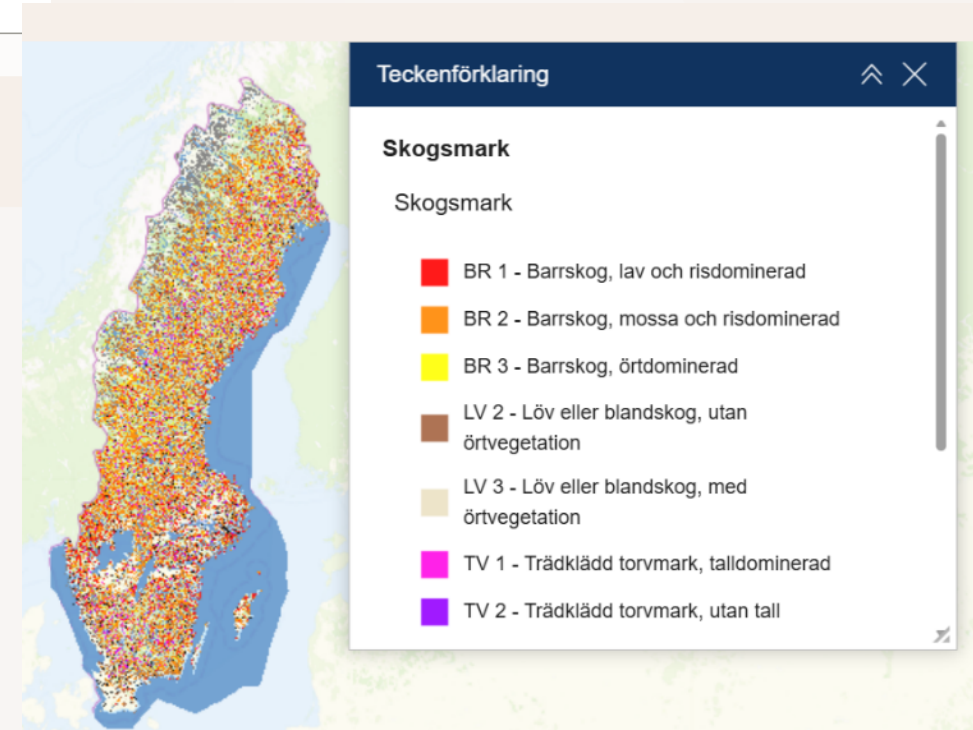 Teckenförklaring
Skogsmark
Skogsmark
BR 1 - Barrskog, lav och risdominerad
BR 2 - Barrskog, mossa och risdominerad
BR 3 - Barrskog, örtdominerad
LV 2 - Löv eller blandskog, utan
örtvegetation
LV 3 - Löv eller blandskog, med
örtvegetation
TV 1 - Trädklädd torvmark, talldominerad
TV 2 - Trädklädd torvmark, utan tall